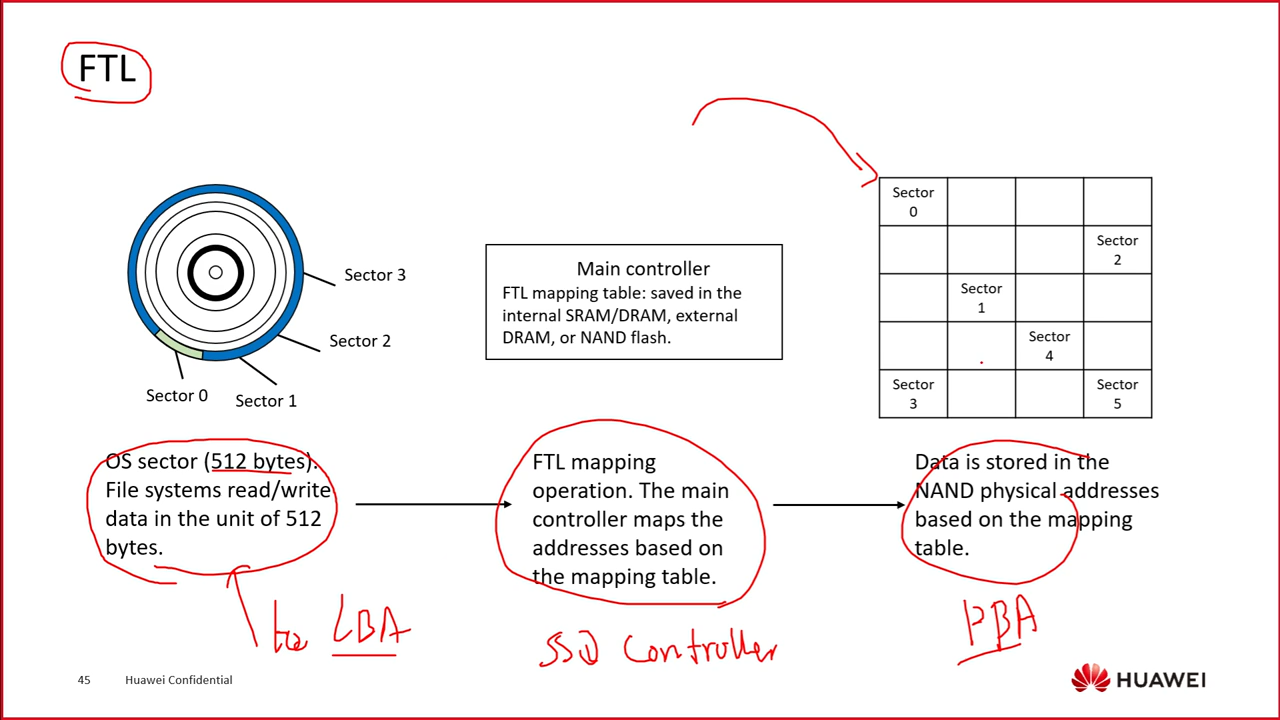 FTL
Sector 3
Sector 2
Sector 0
Sector 1
Main controller
FTL mapping table: saved in the
internal SRAM/DRAM, external
DRAM, or NAND flash.
Sector
0
Sector
2
Sector
1
Sector
4
Sector
3
Sector
5
OS sector (512 bytes).
File systems read/write
data in the unit of 512
bytes.
FTL mapping
operation. The main
controller maps the
addresses based on
the mapping table.
Data is stored in the
NAND physical addresses
based on the mapping
table.
to LBA
SSD Controller
PBA
45
Huawei Confidential
HUAWEI